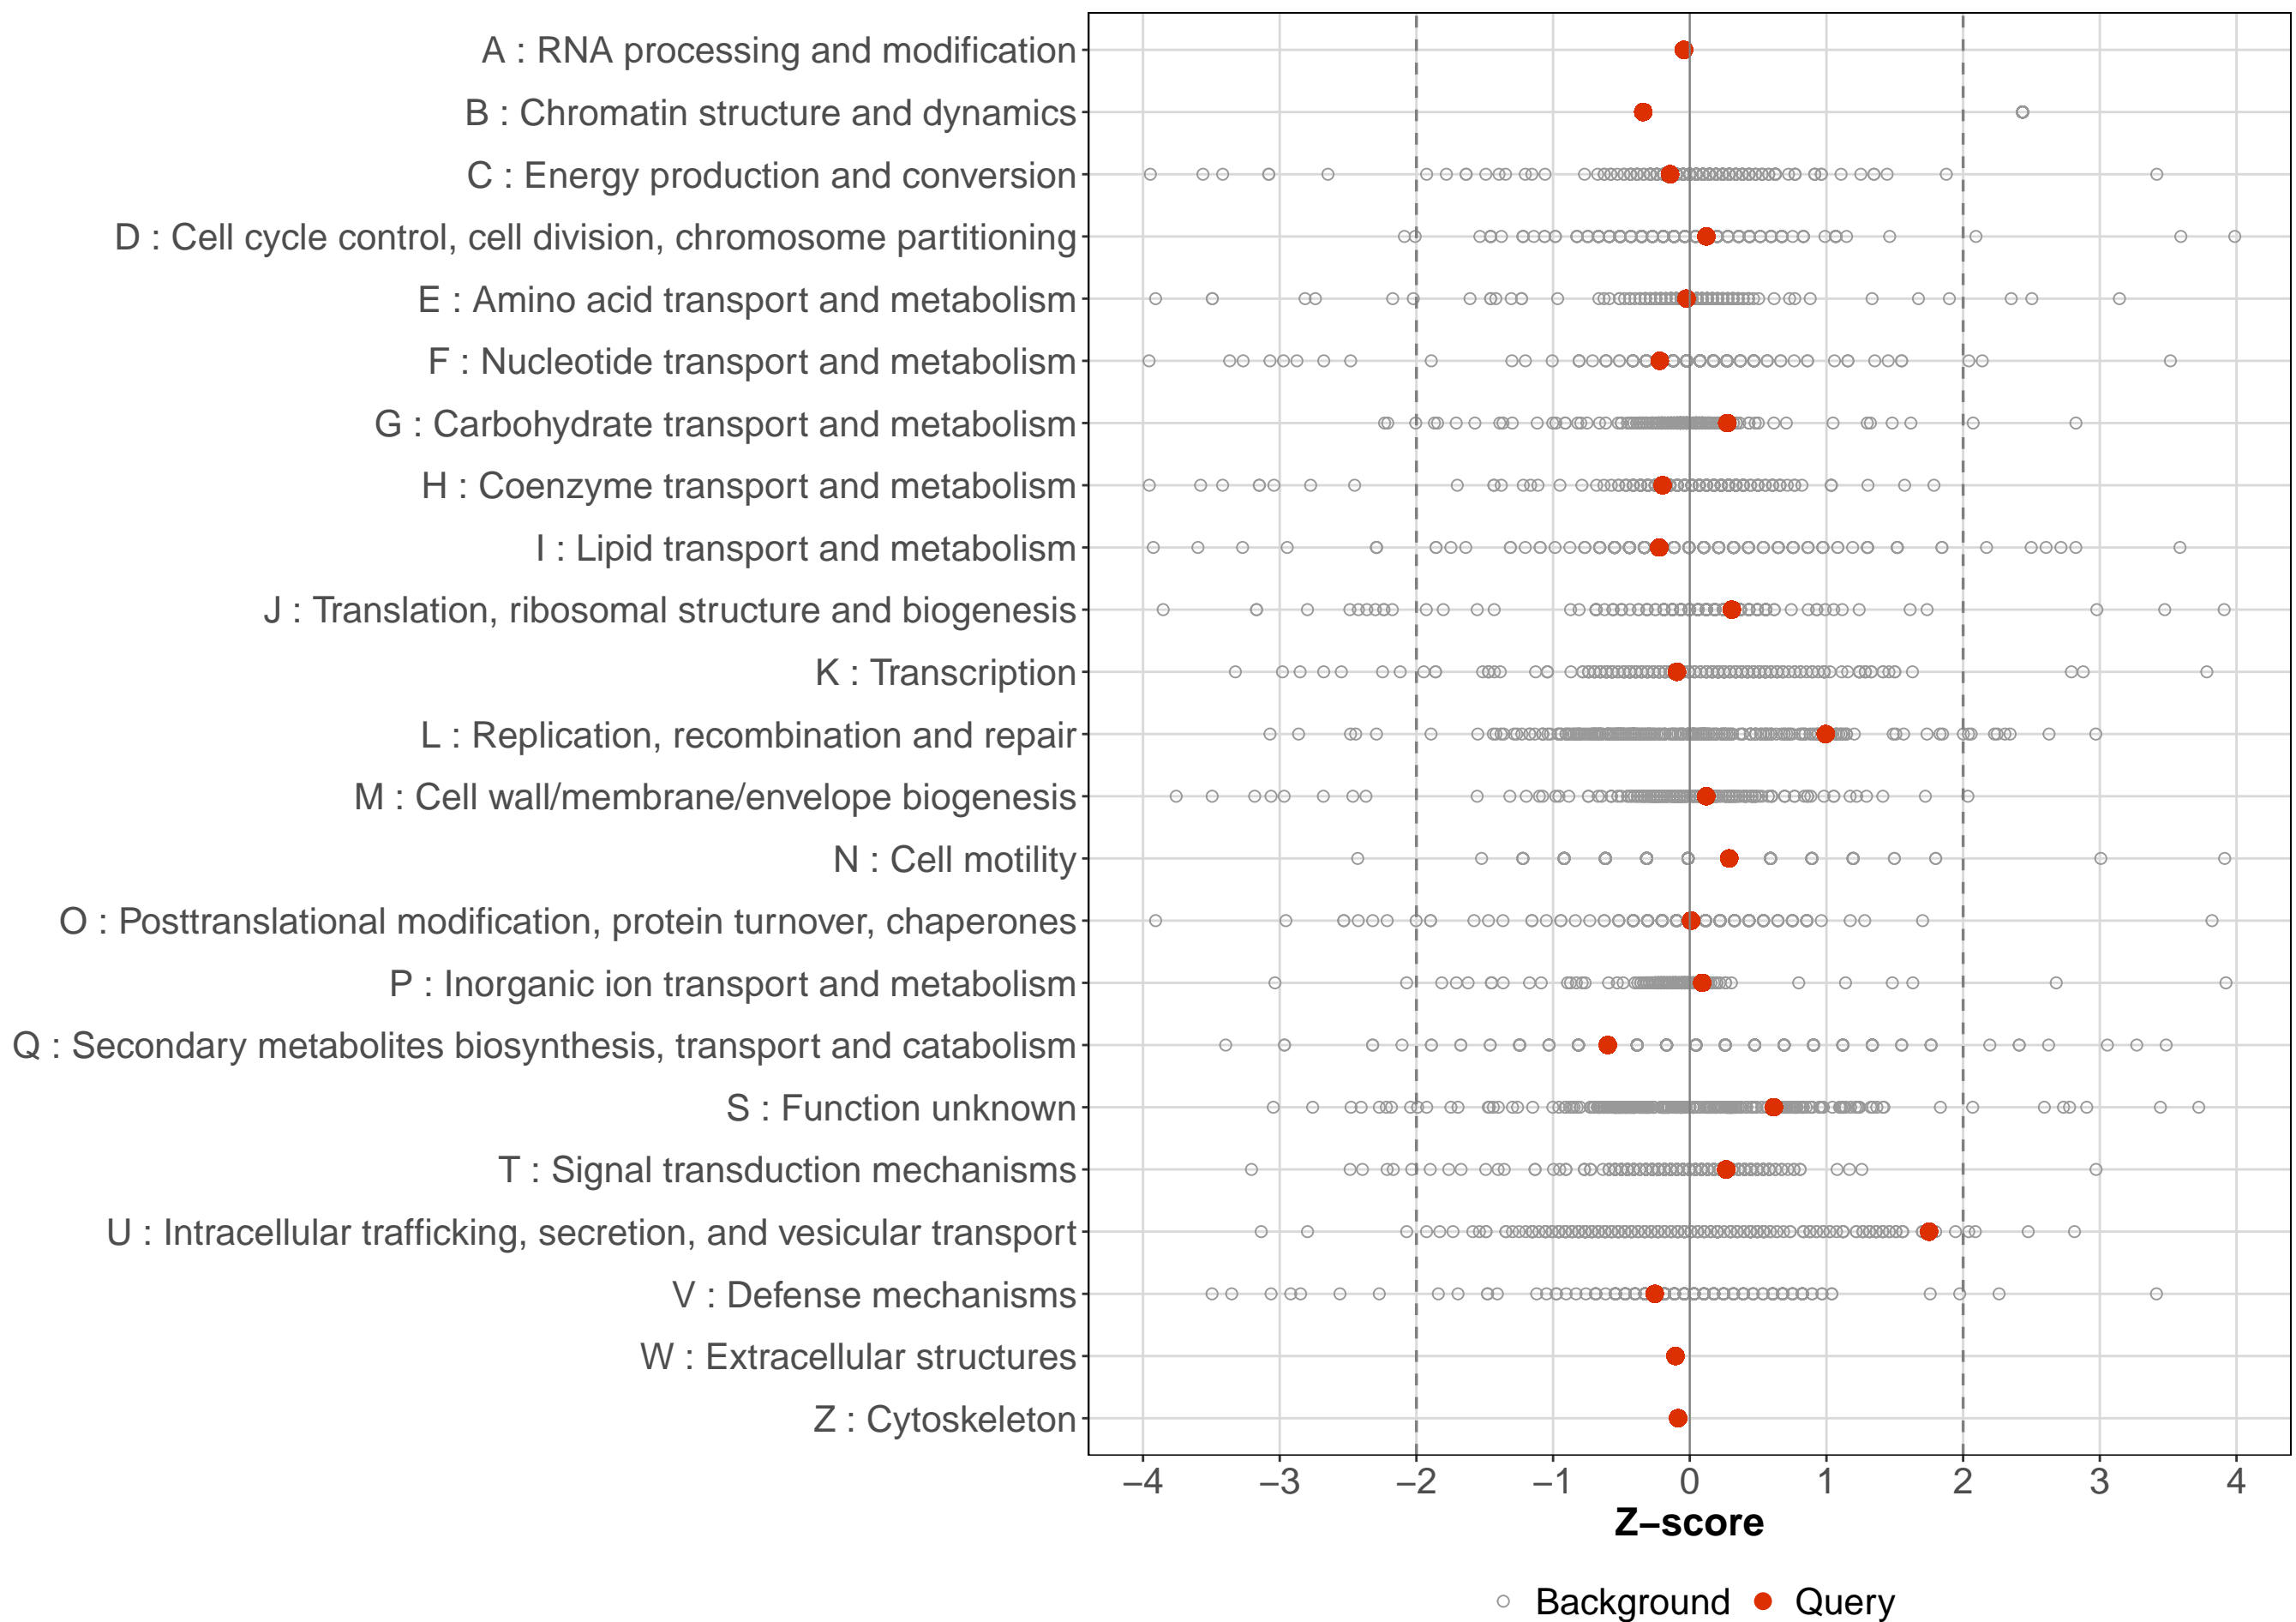 A : RNA processing and modification
B : Chromatin structure and dynamics
C : Energy production and conversion
D : Cell cycle control, cell division, chromosome partitioning
E : Amino acid transport and metabolism
F : Nucleotide transport and metabolism
G : Carbohydrate transport and metabolism
H : Coenzyme transport and metabolism
I : Lipid transport and metabolism
J : Translation, ribosomal structure and biogenesis
K : Transcription
L : Replication, recombination and repair
M : Cell wall/membrane/envelope biogenesis
N : Cell motility
O : Posttranslational modification, protein turnover, chaperones
P : Inorganic ion transport and metabolism
Q : Secondary metabolites biosynthesis, transport and catabolism
S : Function unknown
T : Signal transduction mechanisms
U : Intracellular trafficking, secretion, and vesicular transport
V : Defense mechanisms
W : Extracellular structures
Z : Cytoskeleton
−4 −3 −2 −1 0 1 2 3 4
Z−score
Background Query